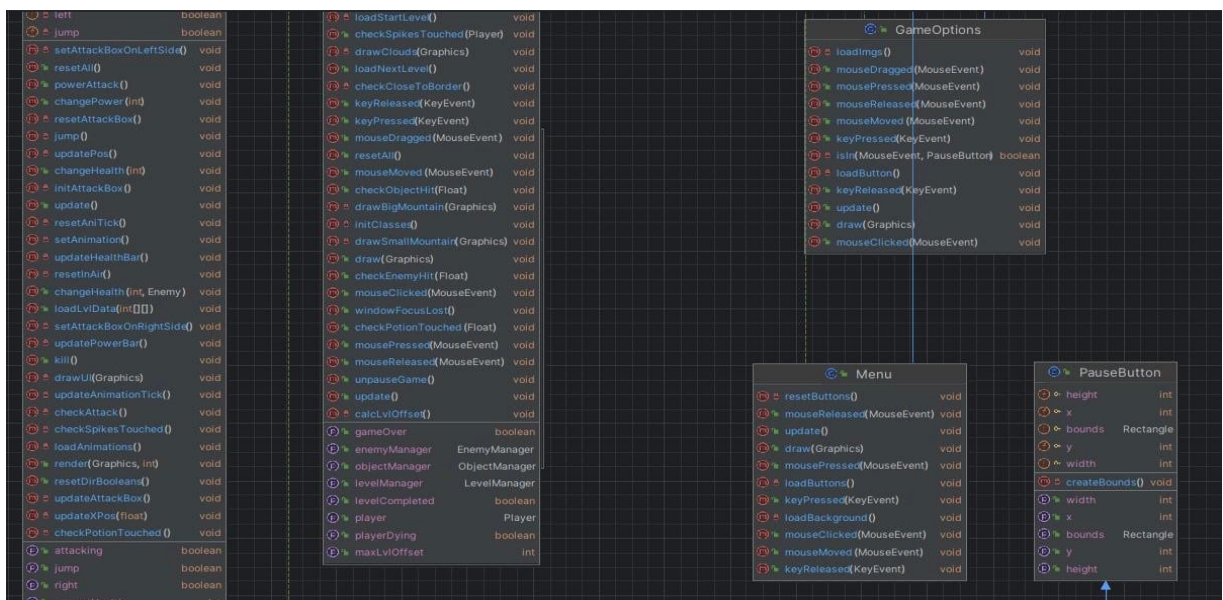 left boolean
jump boolean
setAttackBoxOnLeftSide() void
resetAll() void
powerAttack() void
changePower(int) void
resetAttackBox() void
jump() void
updatePos() void
changeHealth(int) void
initAttackBox() void
update() void
resetAniTick() void
setAnimation() void
updateHealthBar() void
resetInAir() void
changeHealth(int, Enemy) void
loadLvlData(int[][]) void
setAttackBoxOnRightSide() void
updatePowerBar() void
kill() void
drawUI(Graphics) void
updateAnimationTick() void
checkAttack() void
checkSpikesTouched() void
loadAnimations() void
render(Graphics, int) void
resetDirBooleans() void
updateAttackBox() void
updateXPos(float) void
checkPotionTouched() void
attacking boolean
jump boolean
right boolean
loadStartLevel() void
checkSpikesTouched(Player) void
drawClouds(Graphics) void
loadNextLevel() void
checkCloseToBorder() void
keyReleased(KeyEvent) void
keyPressed(KeyEvent) void
mouseDragged(MouseEvent) void
resetAll() void
mouseMoved(MouseEvent) void
checkObjectHit(Float) void
drawBigMountain(Graphics) void
initClasses() void
drawSmallMountain(Graphics) void
draw(Graphics) void
checkEnemyHit(Float) void
mouseClicked(MouseEvent) void
windowFocusLost() void
checkPotionTouched(Float) void
mousePressed(MouseEvent) void
mouseReleased(MouseEvent) void
unpauseGame() void
update() void
calcLvlOffset() void
gameOver boolean
enemyManager EnemyManager
objectManager ObjectManager
levelManager LevelManager
levelCompleted boolean
player Player
playerDying boolean
maxLvlOffset int
GameOptions
loadImgs() void
mouseDragged(MouseEvent) void
mousePressed(MouseEvent) void
mouseReleased(MouseEvent) void
mouseMoved(MouseEvent) void
keyPressed(KeyEvent) void
isIn(MouseEvent, PauseButton) boolean
loadButton() void
keyReleased(KeyEvent) void
update() void
draw(Graphics) void
mouseClicked(MouseEvent) void
Menu
resetButtons() void
mouseReleased(MouseEvent) void
update() void
draw(Graphics) void
mousePressed(MouseEvent) void
loadButtons() void
keyPressed(KeyEvent) void
loadBackground() void
mouseClicked(MouseEvent) void
mouseMoved(MouseEvent) void
keyReleased(KeyEvent) void
PauseButton
height int
x int
bounds Rectangle
y int
width int
createBounds() void
width int
x int
bounds Rectangle
y int
height int